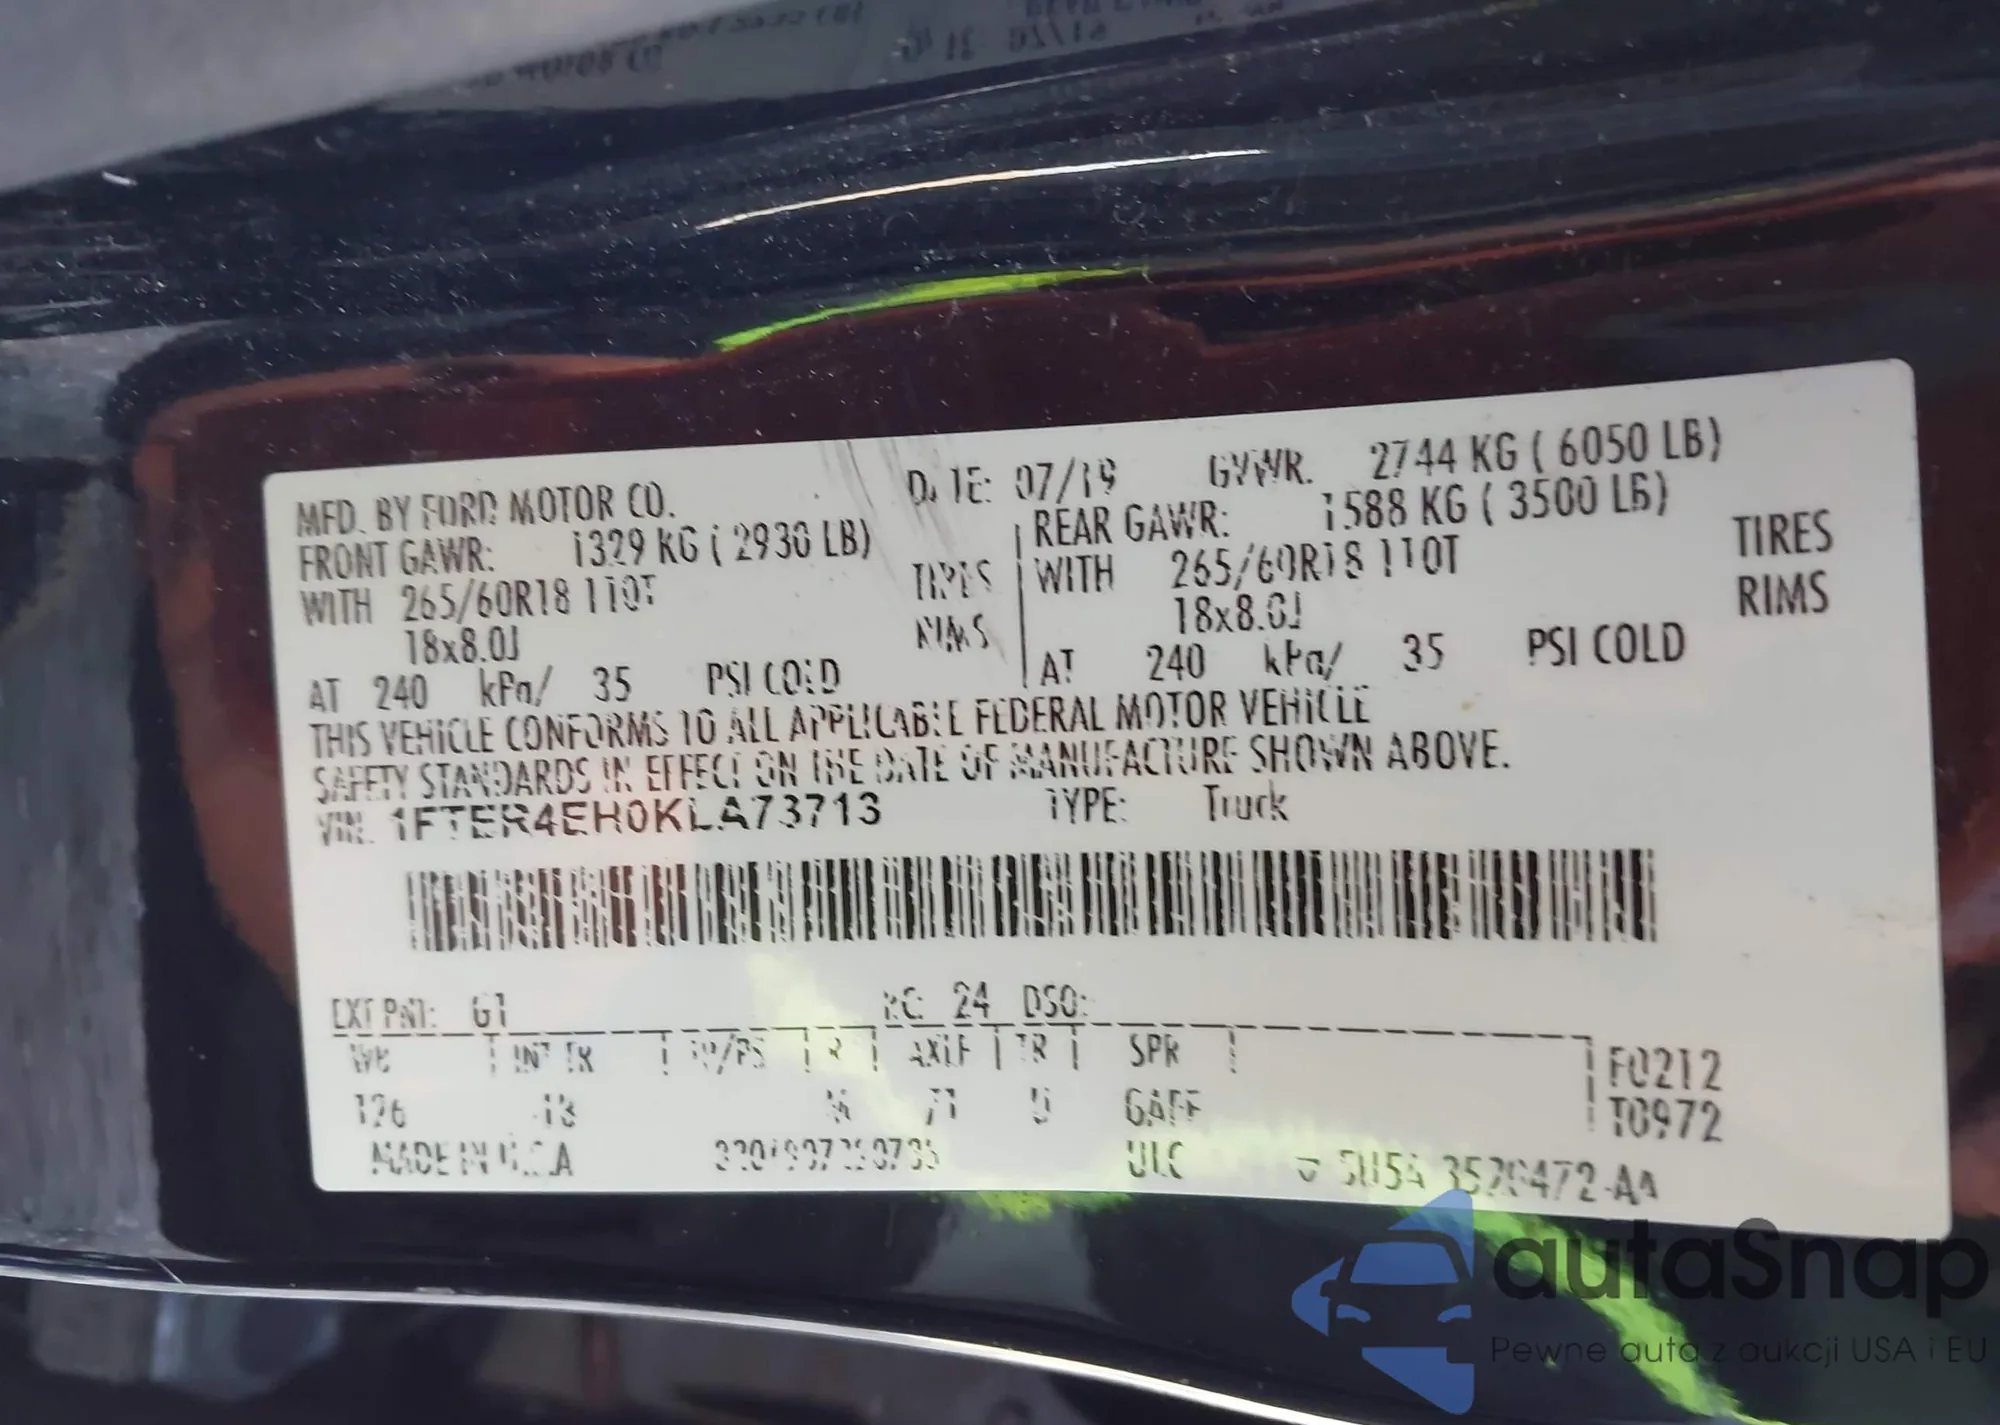 MFD. BY FORD MOTOR CO. DATE: 07/19 GVWR. 2744 KG ( 6050 LB)
FRONT GAWR: 1329 KG ( 2930 LB) REAR GAWR: 1588 KG ( 3500 LB)
WITH 265/60R18 110T TIRES WITH 265/60R18 110T TIRES
18x8.0J RIMS 18x8.0J RIMS
AT 240 kPa/ 35 PSI COLD AT 240 kPa/ 35 PSI COLD
THIS VEHICLE CONFORMS TO ALL APPLICABLE FEDERAL MOTOR VEHICLE
SAFETY STANDARDS IN EFFECT ON THE DATE OF MANUFACTURE SHOWN ABOVE.
VIN: 1FTER4EH0KLA73713 TYPE: Truck
EXT PNT: G1 RC: 24 DSO:
WB INT TR TP/PS R AXLE TR SPR F0212
126 GAFF T0972
MADE IN U.S.A ULC
autaSnap
Pewne auta z aukcji USA i EU